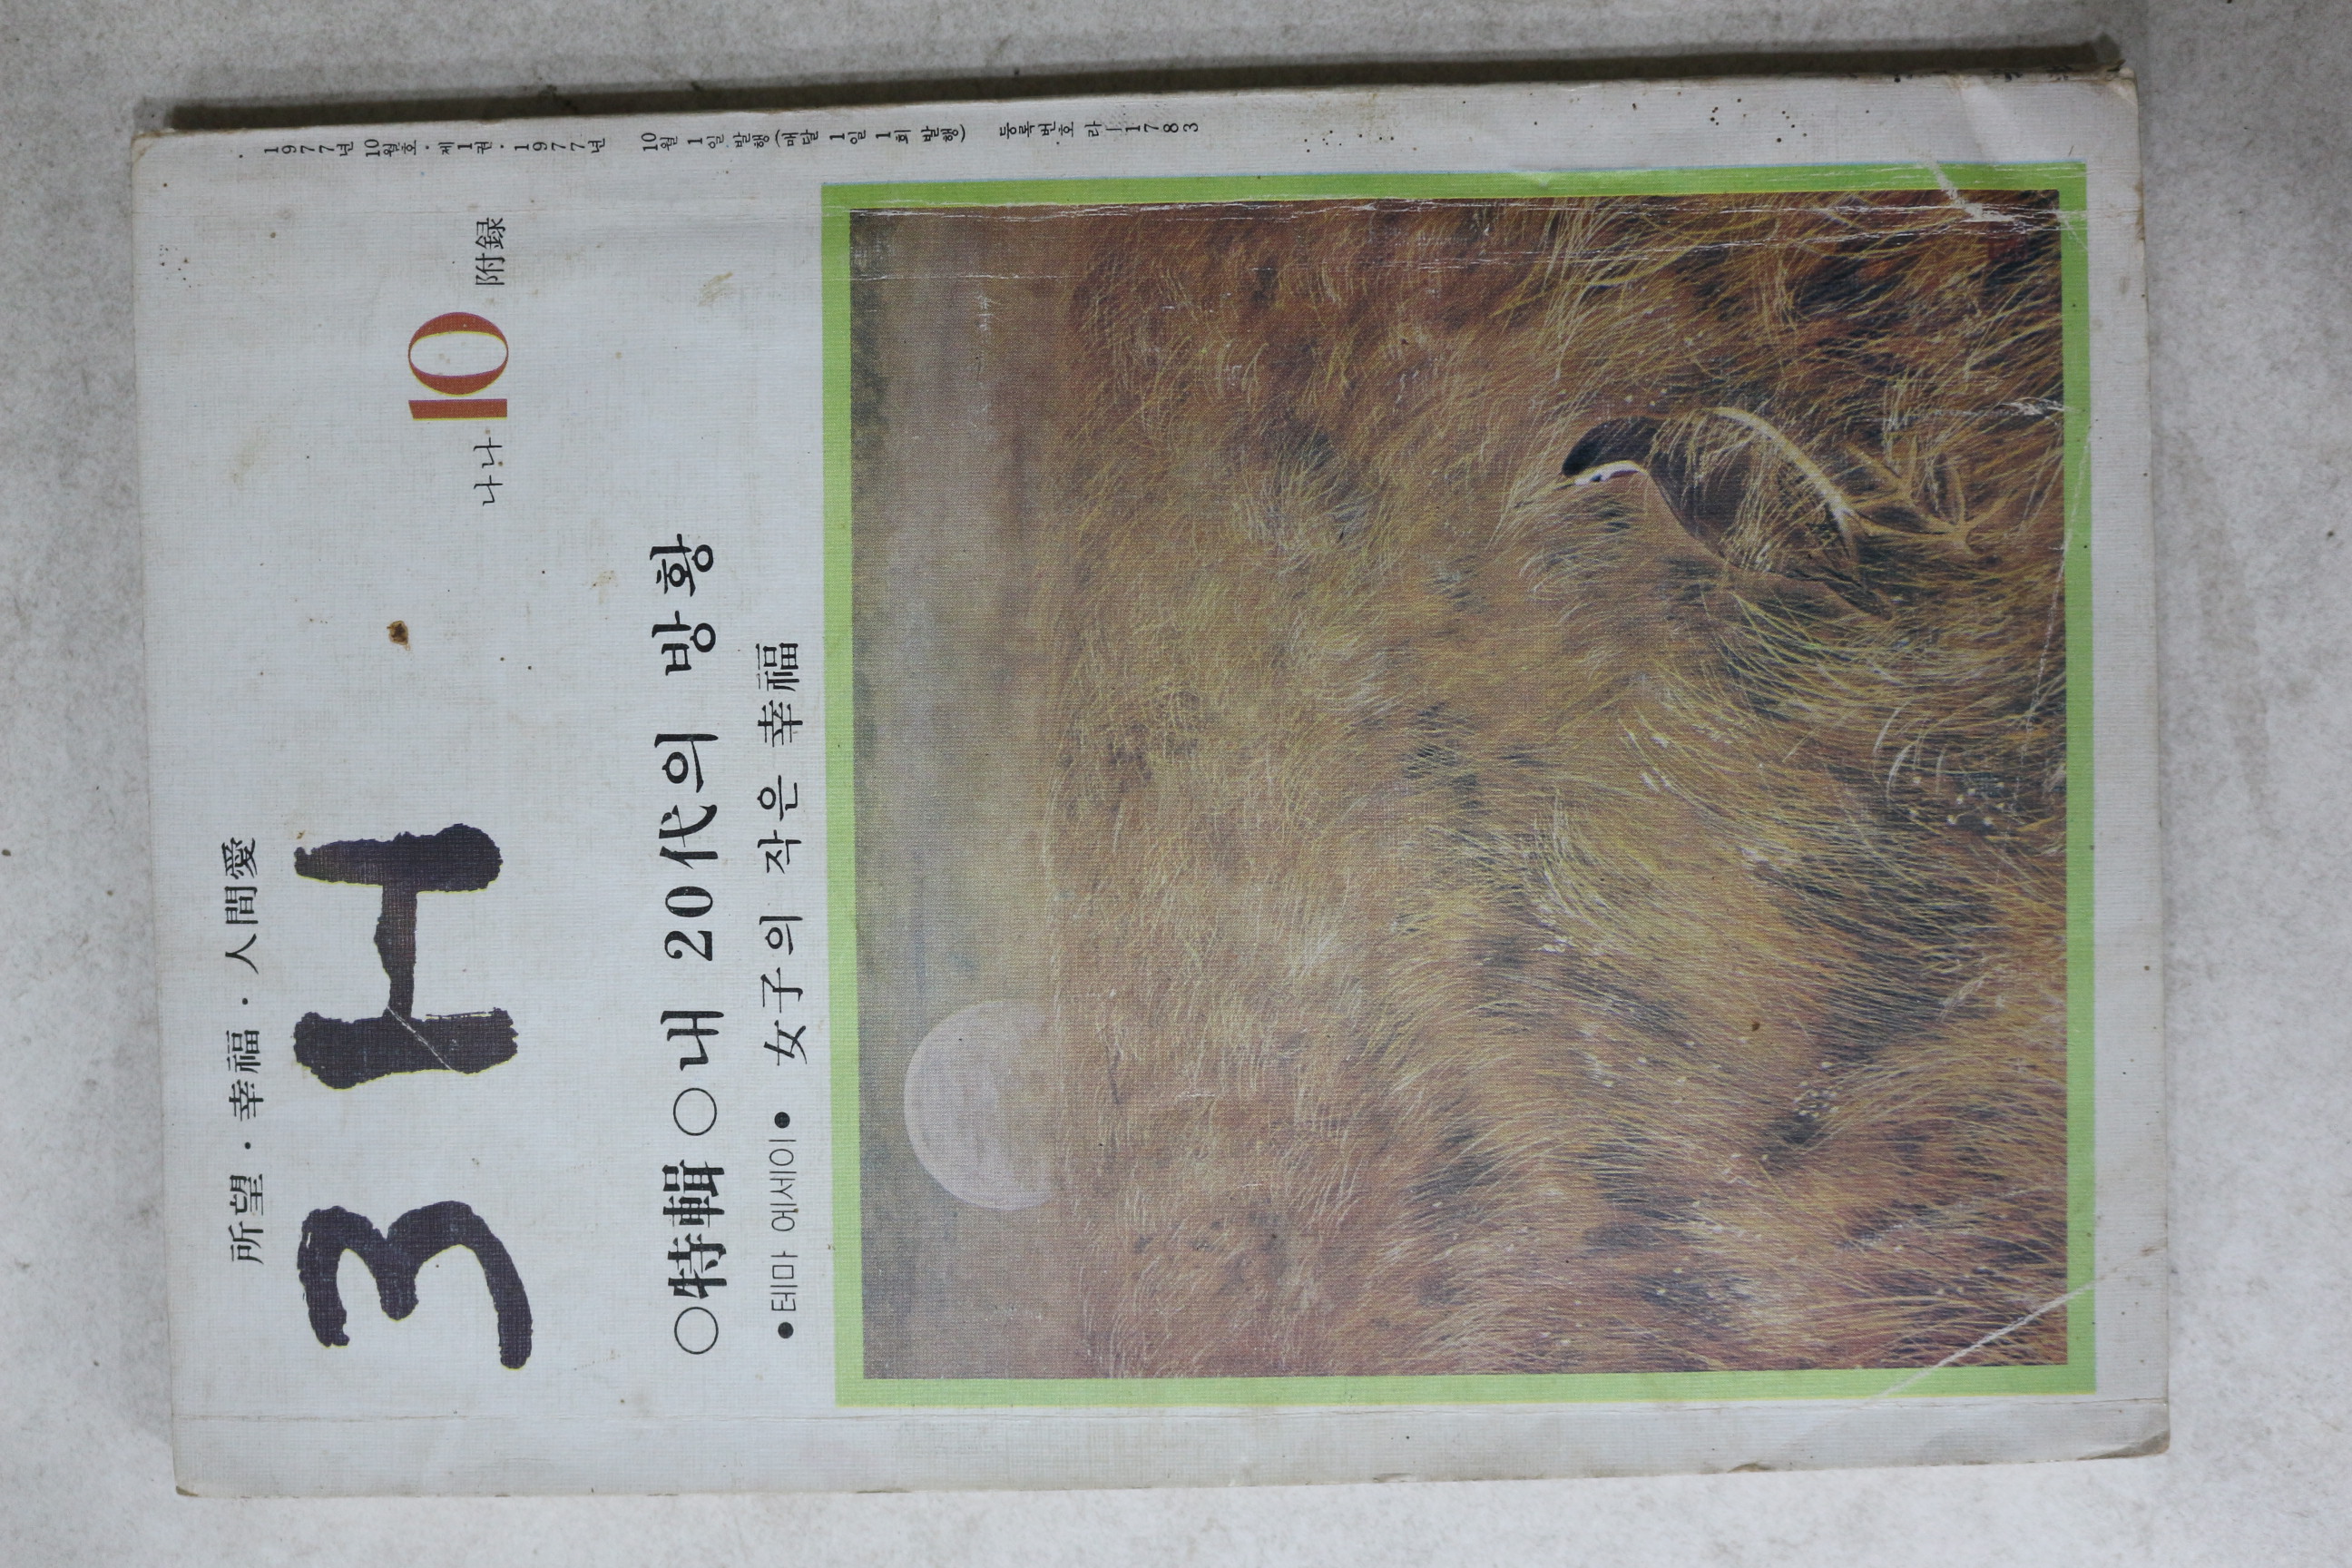 1977년 10월호·제1권·1977년 10월 1일 발행(매달 1일 1회 발행) 등록번호 라—1783
所望·幸福·人間愛
3H
나나 10 附録
○特輯○내 20代의 방황
●테마 에세이● 女子의 작은 幸福